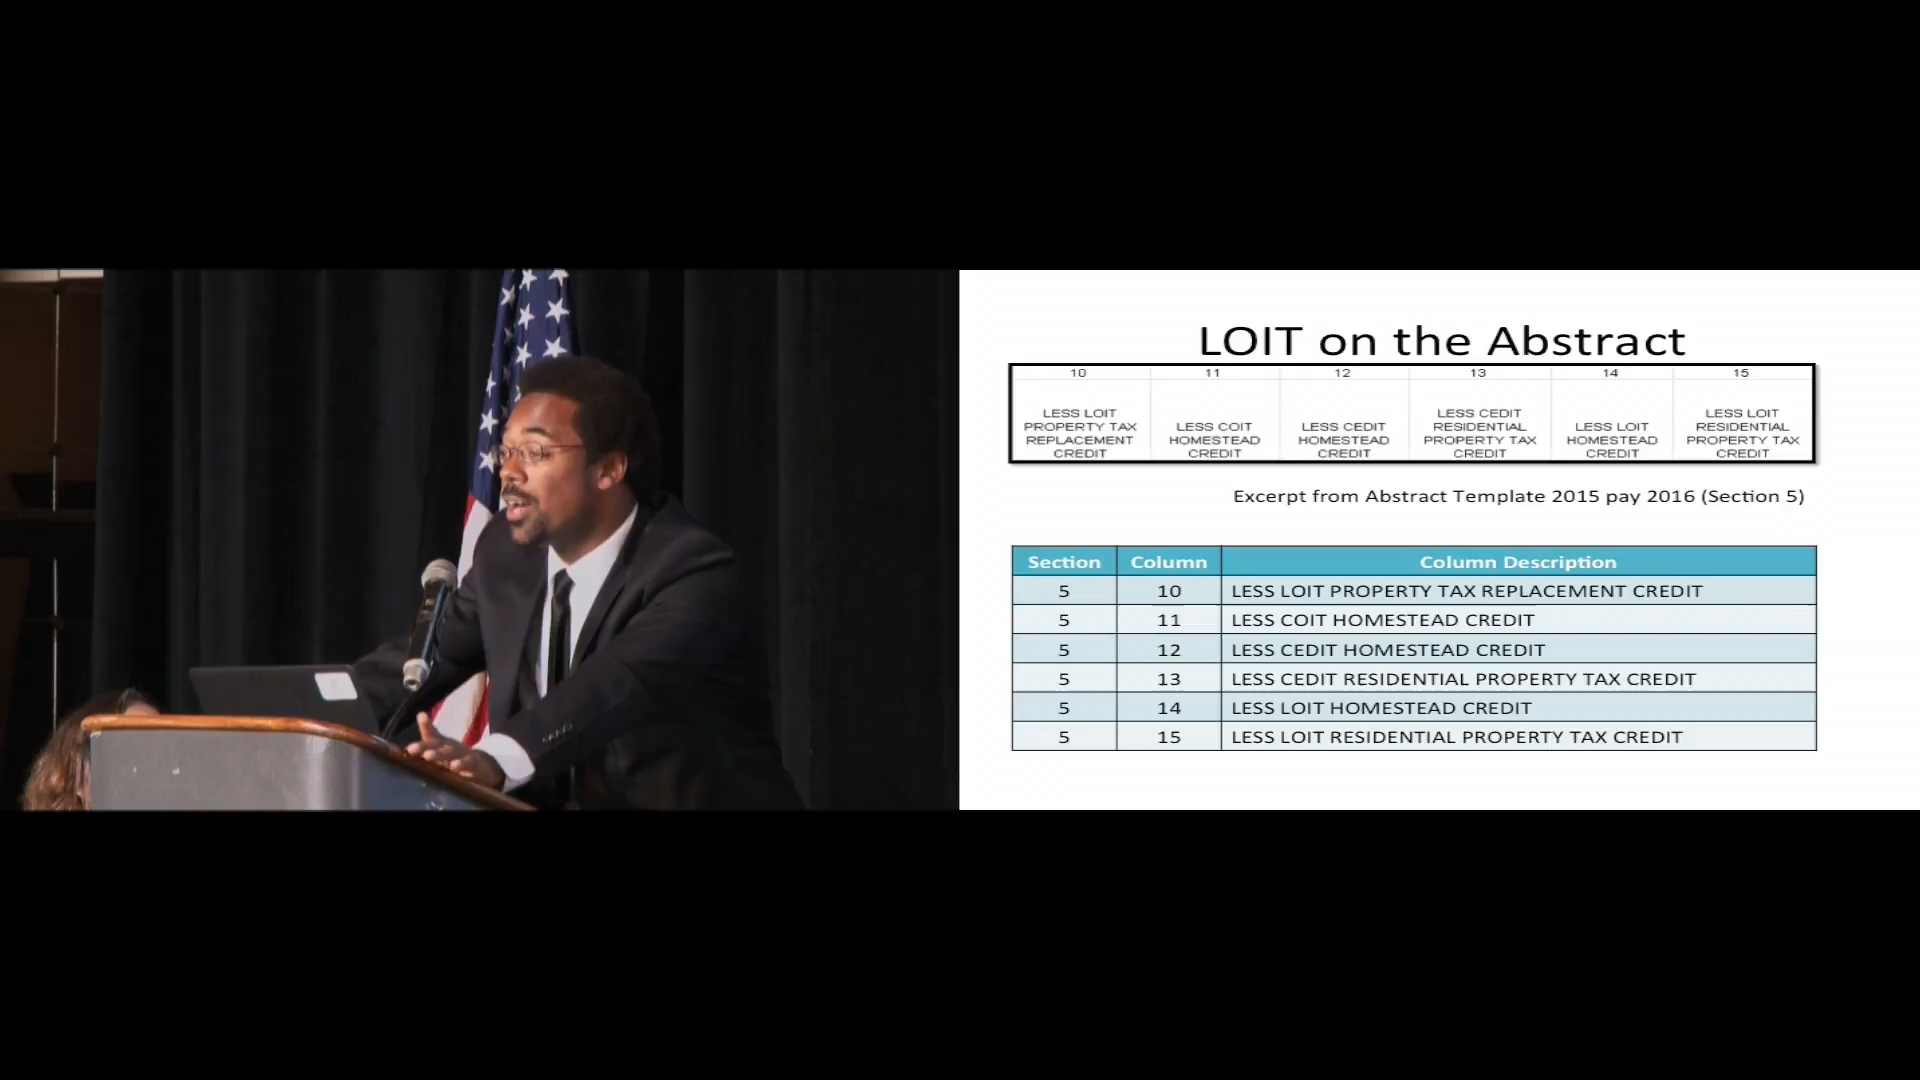 LOIT on the Abstract
10 11 12 13 14 15
LESS LOIT PROPERTY TAX REPLACEMENT CREDIT
LESS COIT HOMESTEAD CREDIT
LESS CEDIT HOMESTEAD CREDIT
LESS CEDIT RESIDENTIAL PROPERTY TAX CREDIT
LESS LOIT HOMESTEAD CREDIT
LESS LOIT RESIDENTIAL PROPERTY TAX CREDIT
Excerpt from Abstract Template 2015 pay 2016 (Section 5)
Section Column Column Description
5 10 LESS LOIT PROPERTY TAX REPLACEMENT CREDIT
5 11 LESS COIT HOMESTEAD CREDIT
5 12 LESS CEDIT HOMESTEAD CREDIT
5 13 LESS CEDIT RESIDENTIAL PROPERTY TAX CREDIT
5 14 LESS LOIT HOMESTEAD CREDIT
5 15 LESS LOIT RESIDENTIAL PROPERTY TAX CREDIT